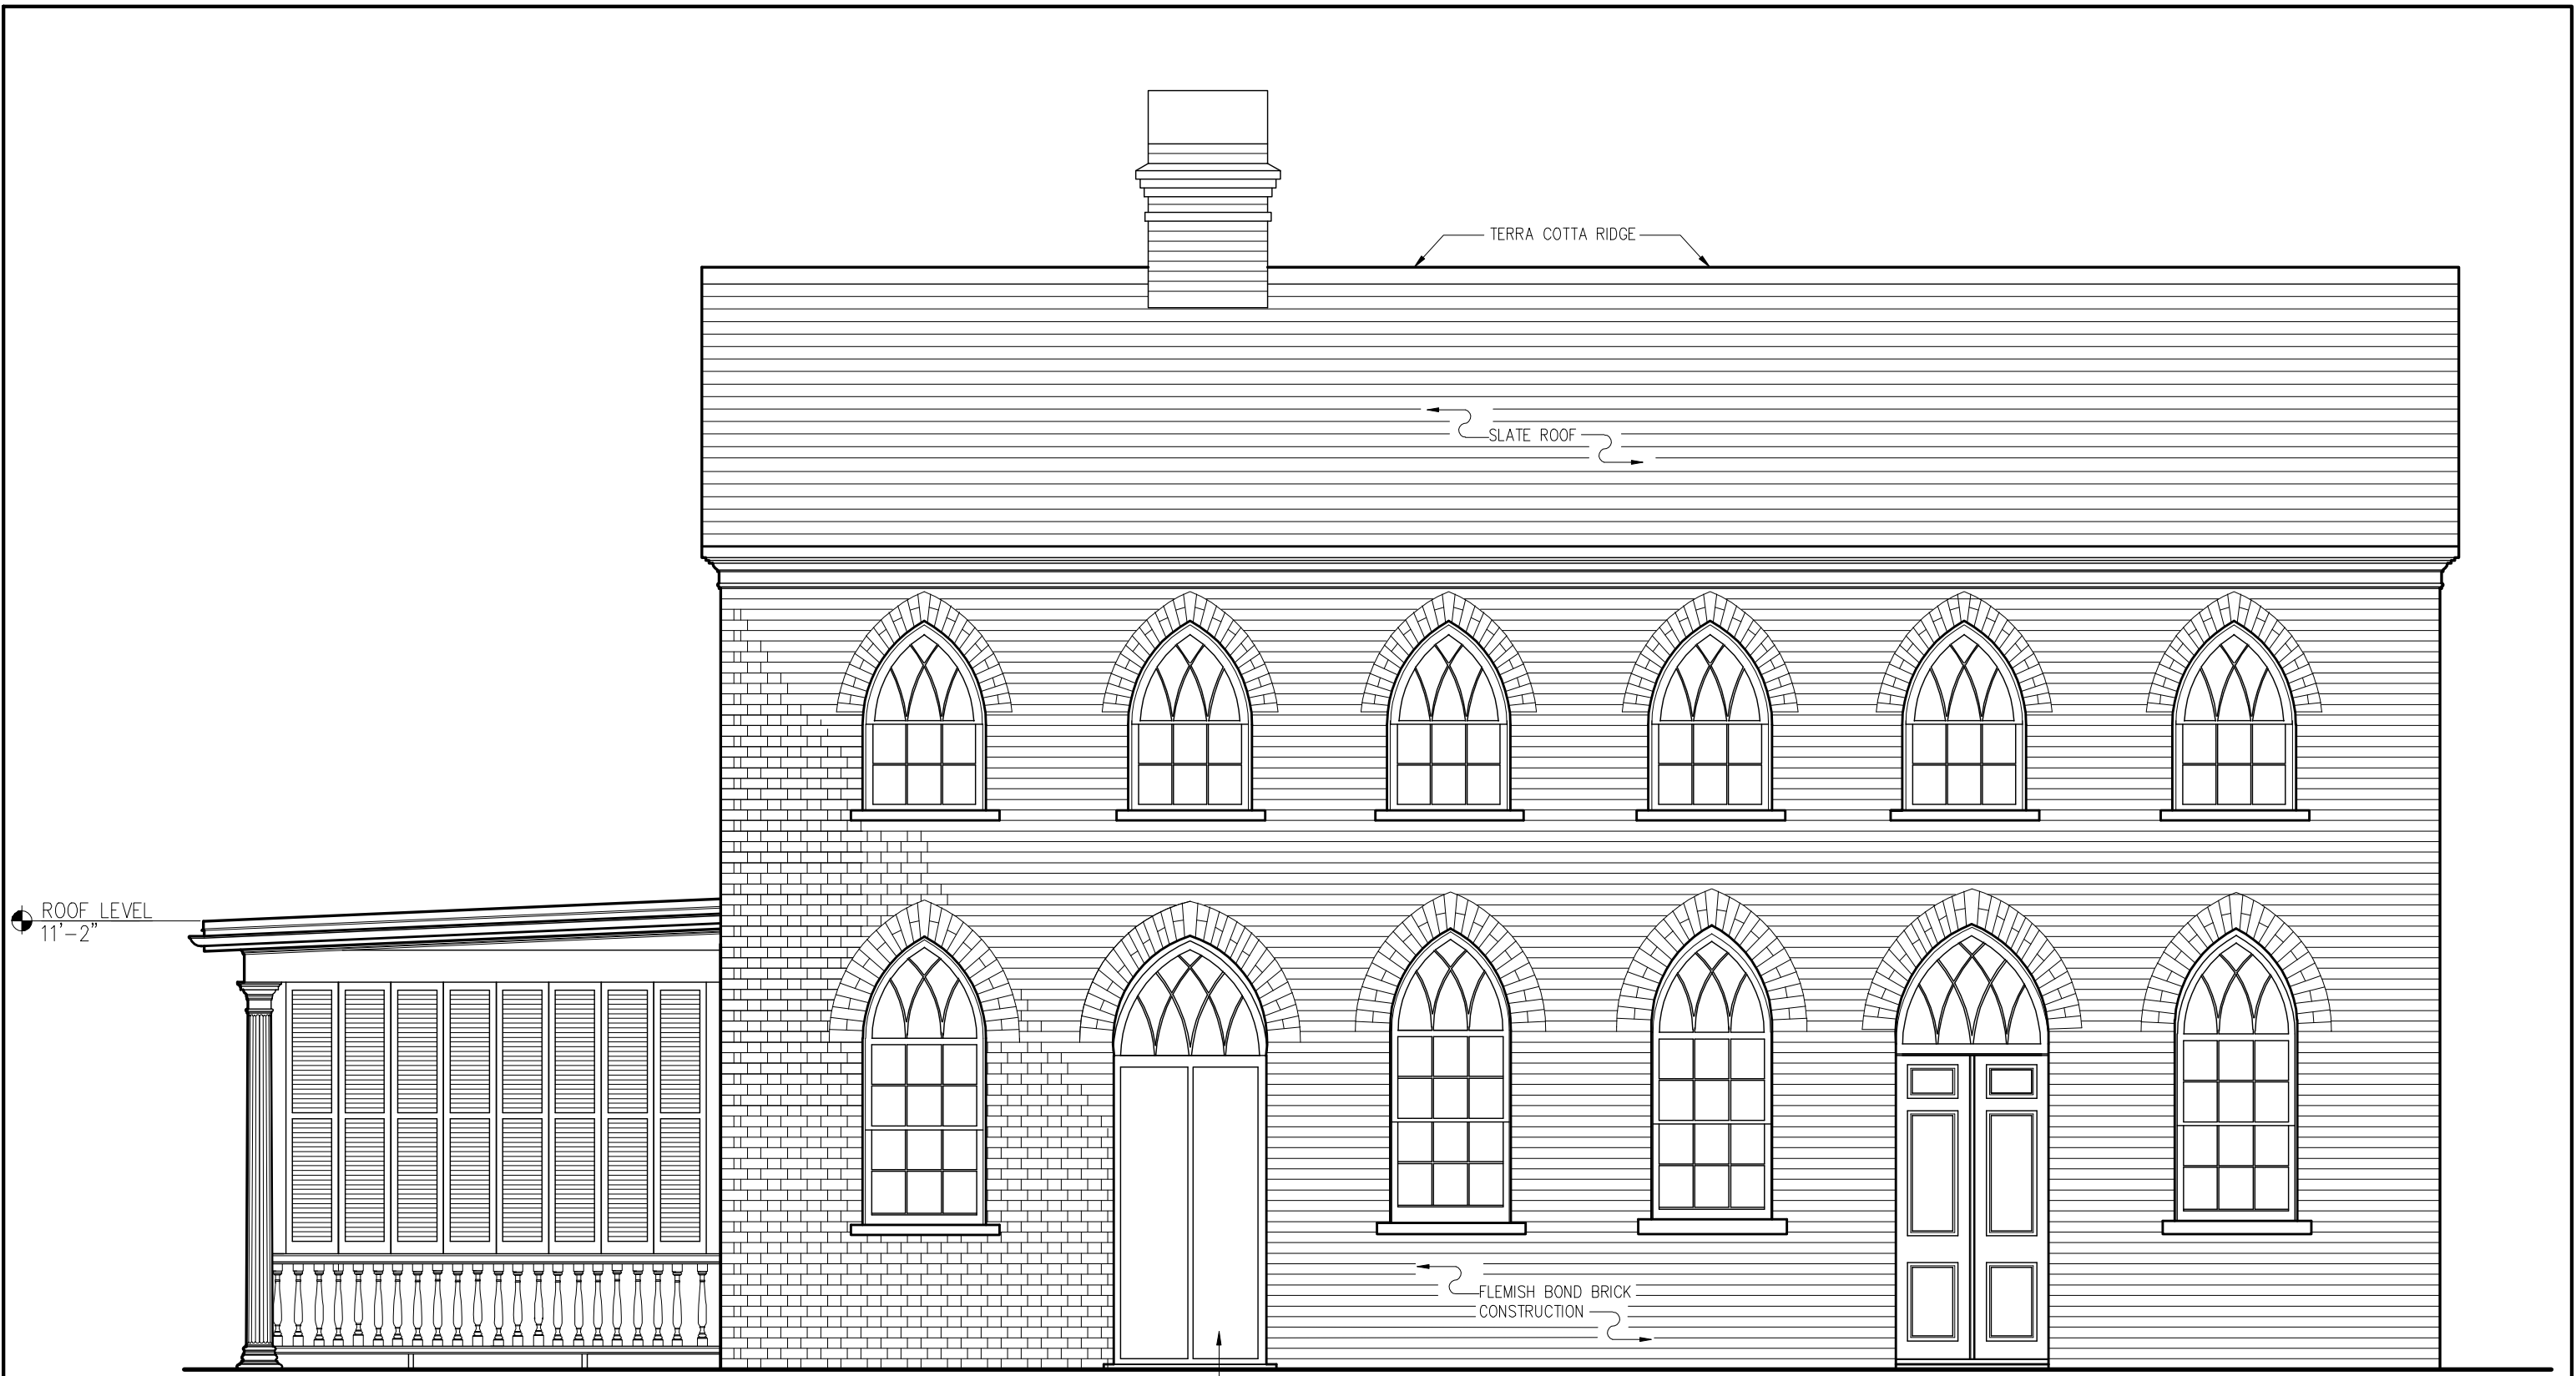 TERRA COTTA RIDGE
SLATE ROOF
ROOF LEVEL
11'-2"
FLEMISH BOND BRICK
CONSTRUCTION